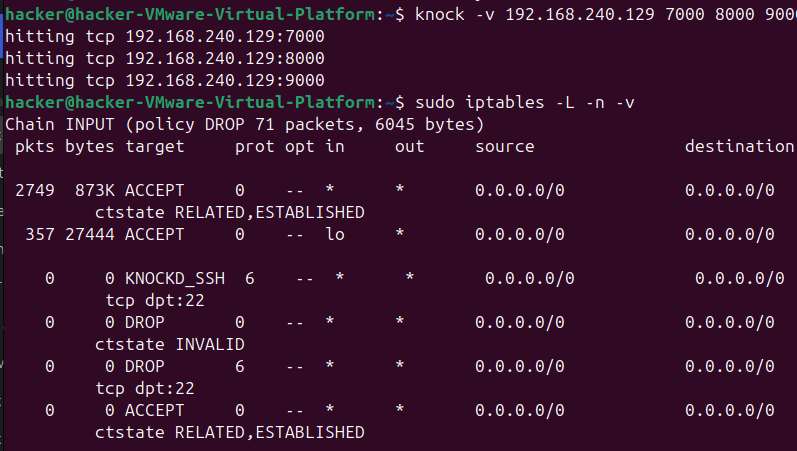 hacker@hacker-VMware-Virtual-Platform:~$ knock -v 192.168.240.129 7000 8000 9000
hitting tcp 192.168.240.129:7000
hitting tcp 192.168.240.129:8000
hitting tcp 192.168.240.129:9000
hacker@hacker-VMware-Virtual-Platform:~$ sudo iptables -L -n -v
Chain INPUT (policy DROP 71 packets, 6045 bytes)
pkts bytes target prot opt in out source destination
2749 873K ACCEPT 0 -- * * 0.0.0.0/0 0.0.0.0/0
ctstate RELATED,ESTABLISHED
357 27444 ACCEPT 0 -- lo * 0.0.0.0/0 0.0.0.0/0
0 0 KNOCKD_SSH 6 -- * * 0.0.0.0/0 0.0.0.0/0
tcp dpt:22
0 0 DROP 0 -- * * 0.0.0.0/0 0.0.0.0/0
ctstate INVALID
0 0 DROP 6 -- * * 0.0.0.0/0 0.0.0.0/0
tcp dpt:22
0 0 ACCEPT 0 -- * * 0.0.0.0/0 0.0.0.0/0
ctstate RELATED,ESTABLISHED